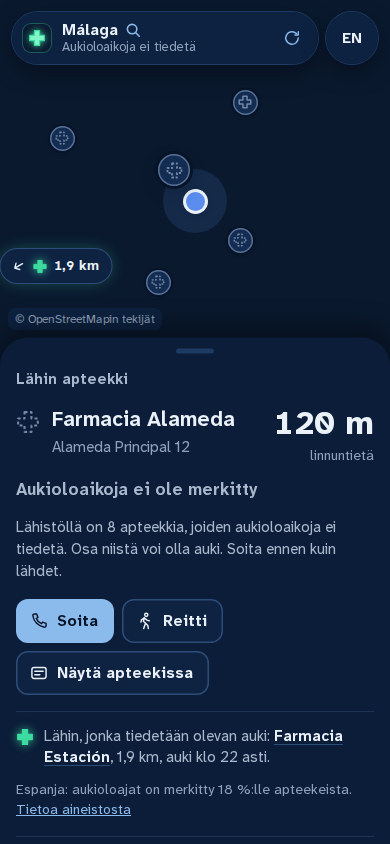 Málaga
Aukioloaikoja ei tiedetä
EN
1,9 km
© OpenStreetMapin tekijät
Lähin apteekki
Farmacia Alameda
120 m
Alameda Principal 12
linnuntietä
Aukioloaikoja ei ole merkitty
Lähistöllä on 8 apteekkia, joiden aukioloaikoja ei
tiedetä. Osa niistä voi olla auki. Soita ennen kuin
lähdet.
Soita
Reitti
Näytä apteekissa
Lähin, jonka tiedetään olevan auki: Farmacia
Estación, 1,9 km, auki klo 22 asti.
Espanja: aukioloajat on merkitty 18 %:lle apteekeista.
Tietoa aineistosta